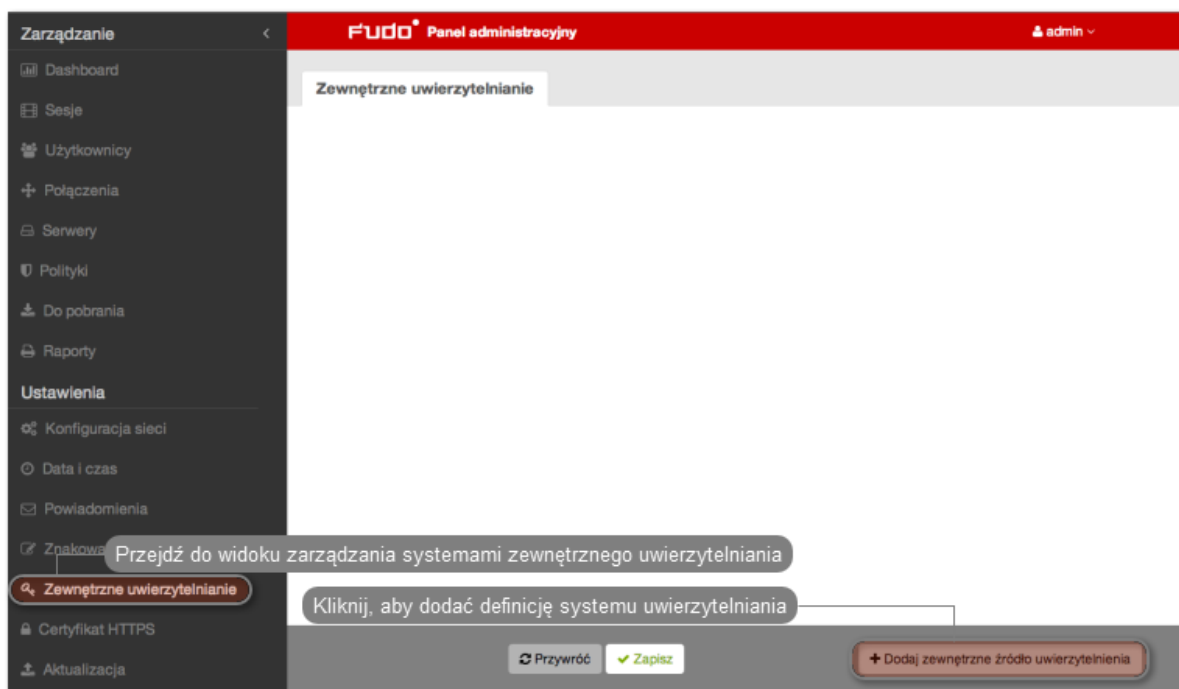 Zarządzanie
FUDO Panel administracyjny
admin
Dashboard
Zewnętrzne uwierzytelnianie
Sesje
Użytkownicy
Połączenia
Serwery
Polityki
Do pobrania
Raporty
Ustawienia
Konfiguracja sieci
Data i czas
Powiadomienia
Przejdź do widoku zarządzania systemami zewnętrznego uwierzytelniania
Zewnętrzne uwierzytelnianie
Kliknij, aby dodać definicję systemu uwierzytelniania
Certyfikat HTTPS
Przywróć
Zapisz
+ Dodaj zewnętrzne źródło uwierzytelnienia
Aktualizacja